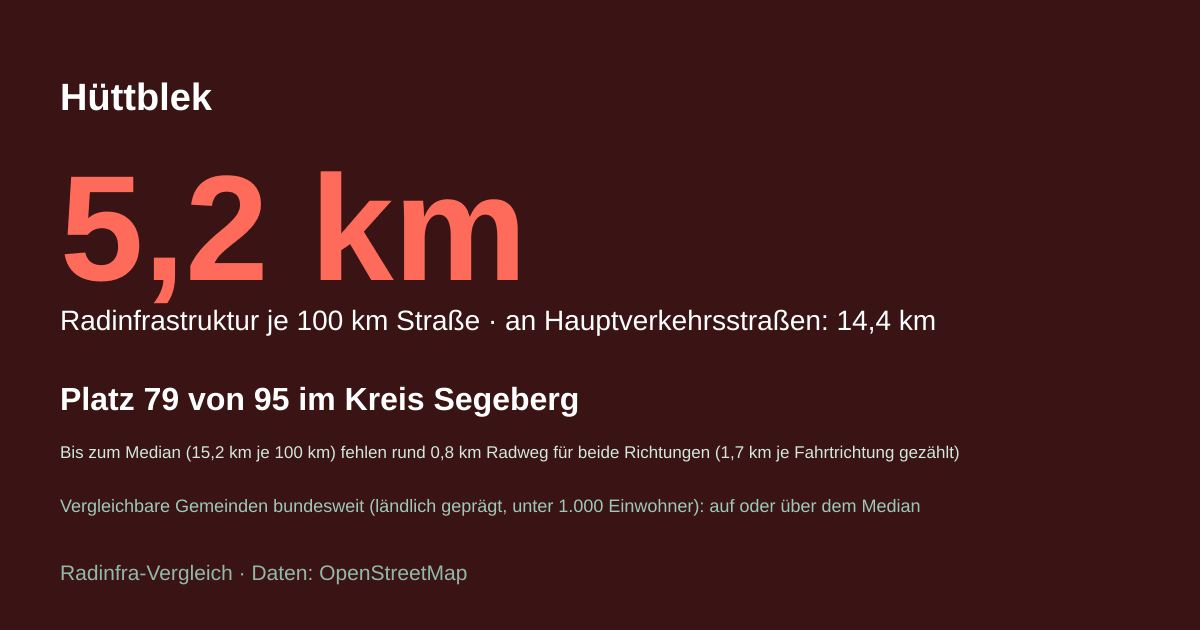 Hüttblek
5,2 km
Radinfrastruktur je 100 km Straße · an Hauptverkehrsstraßen: 14,4 km
Platz 79 von 95 im Kreis Segeberg
Bis zum Median (15,2 km je 100 km) fehlen rund 0,8 km Radweg für beide Richtungen (1,7 km je Fahrtrichtung gezählt)
Vergleichbare Gemeinden bundesweit (ländlich geprägt, unter 1.000 Einwohner): auf oder über dem Median
Radinfra-Vergleich · Daten: OpenStreetMap